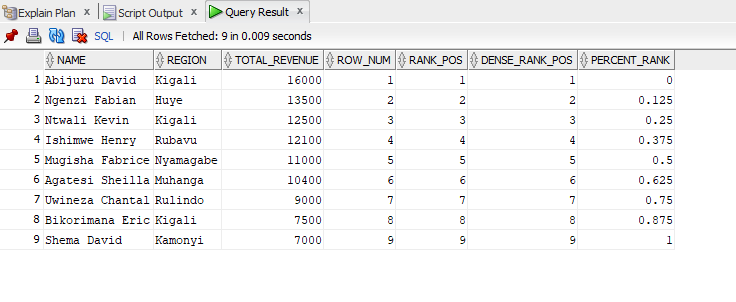 Explain Plan x Script Output x Query Result x
SQL All Rows Fetched: 9 in 0.009 seconds
NAME REGION TOTAL_REVENUE ROW_NUM RANK_POS DENSE_RANK_POS PERCENT_RANK
1 Abijuru David Kigali 16000 1 1 1 0
2 Ngenzi Fabian Huye 13500 2 2 2 0.125
3 Ntwali Kevin Kigali 12500 3 3 3 0.25
4 Ishimwe Henry Rubavu 12100 4 4 4 0.375
5 Mugisha Fabrice Nyamagabe 11000 5 5 5 0.5
6 Agatesi Sheilla Muhanga 10400 6 6 6 0.625
7 Uwineza Chantal Rulindo 9000 7 7 7 0.75
8 Bikorimana Eric Kigali 7500 8 8 8 0.875
9 Shema David Kamonyi 7000 9 9 9 1